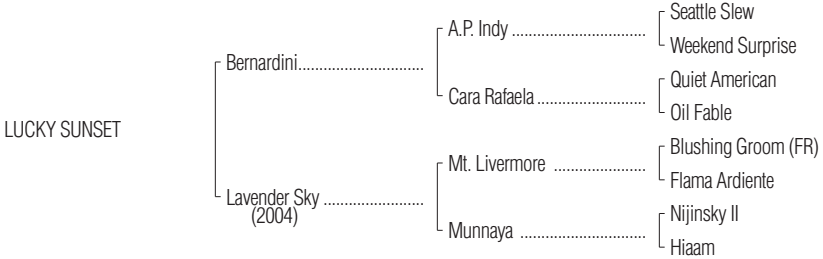 Seattle Slew
A.P. Indy ................................
Weekend Surprise
Bernardini..............................
Quiet American
Cara Rafaela ..........................
Oil Fable
LUCKY SUNSET
Blushing Groom (FR)
Mt. Livermore ......................
Flama Ardiente
Lavender Sky ........................
(2004)
Nijinsky II
Munnaya ..............................
Hiaam